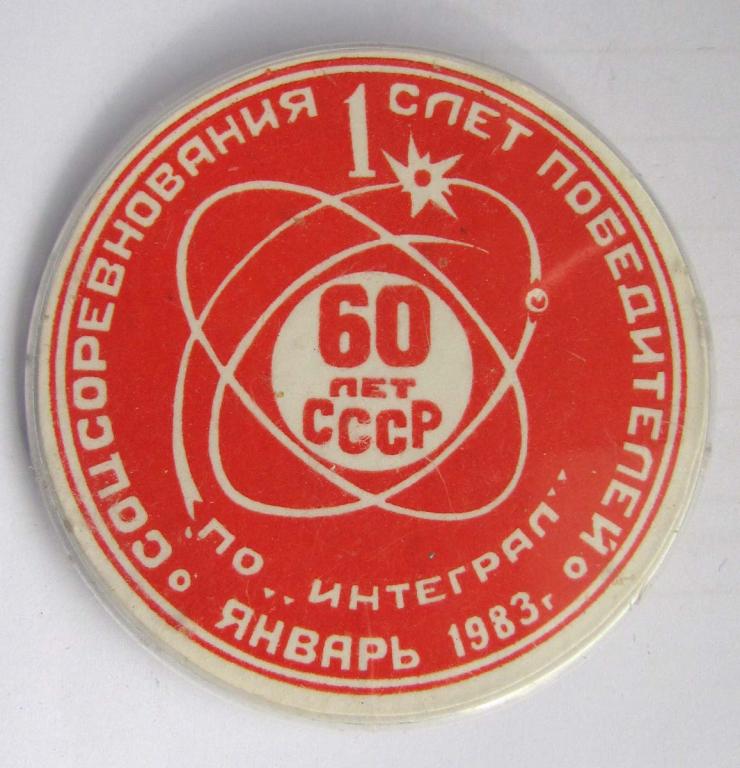 1 СЛЕТ ПОБЕДИТЕЛЕЙ
СОЦСОРЕВНОВАНИЯ
60
ЛЕТ
СССР
ПО „ИНТЕГРАЛ"
ЯНВАРЬ 1983г